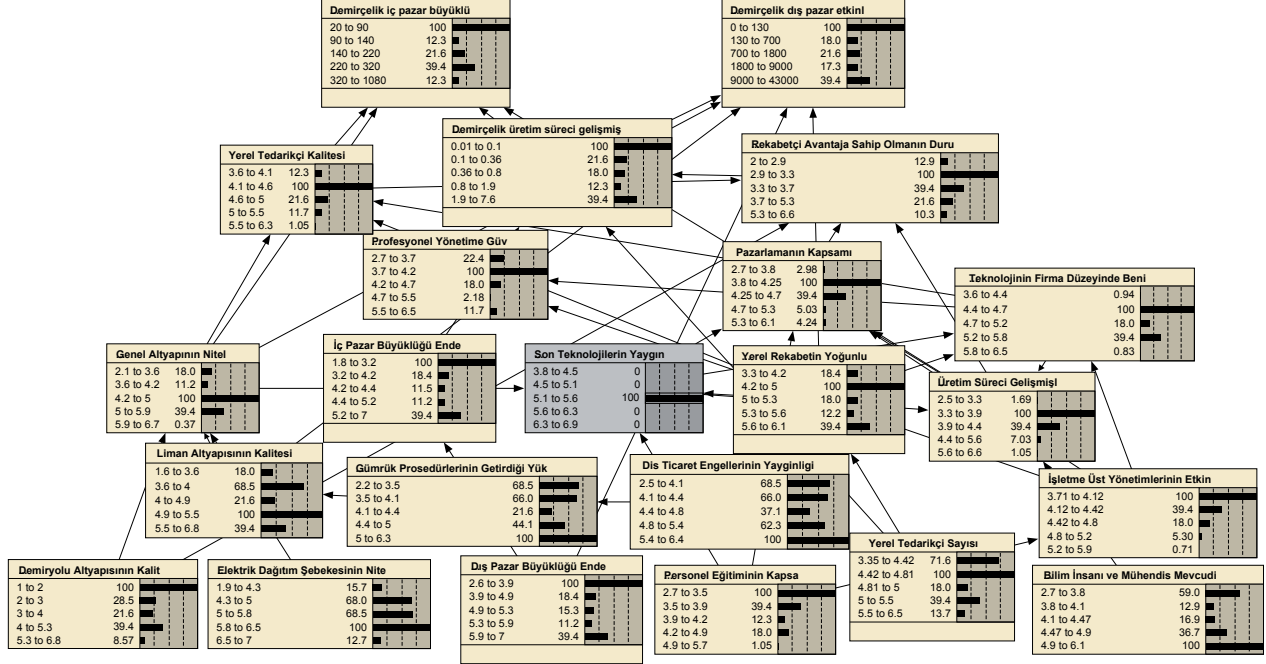 Demirçelik iç pazar büyüklü
20 to 90 100
90 to 140 12.3
140 to 220 21.6
220 to 320 39.4
320 to 1080 12.3
Demirçelik dış pazar etkinl
0 to 130 100
130 to 700 18.0
700 to 1800 21.6
1800 to 9000 17.3
9000 to 43000 39.4
Demirçelik üretim süreci gelişmiş
0.01 to 0.1 100
0.1 to 0.36 21.6
0.36 to 0.8 18.0
0.8 to 1.9 12.3
1.9 to 7.6 39.4
Rekabetçi Avantaja Sahip Olmanın Duru
2 to 2.9 12.9
2.9 to 3.3 100
3.3 to 3.7 39.4
3.7 to 5.3 21.6
5.3 to 6.6 10.3
Yerel Tedarikçi Kalitesi
3.6 to 4.1 12.3
4.1 to 4.6 100
4.6 to 5 21.6
5 to 5.5 11.7
5.5 to 6.3 1.05
Profesyonel Yönetime Güv
2.7 to 3.7 22.4
3.7 to 4.2 100
4.2 to 4.7 18.0
4.7 to 5.5 2.18
5.5 to 6.5 11.7
Pazarlamanın Kapsamı
2.7 to 3.8 2.98
3.8 to 4.25 100
4.25 to 4.7 39.4
4.7 to 5.3 5.03
5.3 to 6.1 4.24
Teknolojinin Firma Düzeyinde Beni
3.6 to 4.4 0.94
4.4 to 4.7 100
4.7 to 5.2 18.0
5.2 to 5.8 39.4
5.8 to 6.5 0.83
Genel Altyapının Nitel
2.1 to 3.6 18.0
3.6 to 4.2 11.2
4.2 to 5 100
5 to 5.9 39.4
5.9 to 6.7 0.37
İç Pazar Büyüklüğü Ende
1.8 to 3.2 100
3.2 to 4.2 18.4
4.2 to 4.4 11.5
4.4 to 5.2 11.2
5.2 to 7 39.4
Son Teknolojilerin Yaygın
3.8 to 4.5 0
4.5 to 5.1 0
5.1 to 5.6 100
5.6 to 6.3 0
6.3 to 6.9 0
Yerel Rekabetin Yoğunlu
3.3 to 4.2 18.4
4.2 to 5 100
5 to 5.3 18.0
5.3 to 5.6 12.2
5.6 to 6.1 39.4
Üretim Süreci Gelişmişl
2.5 to 3.3 1.69
3.3 to 3.9 100
3.9 to 4.4 39.4
4.4 to 5.6 7.03
5.6 to 6.6 1.05
Liman Altyapısının Kalitesi
1.6 to 3.6 18.0
3.6 to 4 68.5
4 to 4.9 21.6
4.9 to 5.5 100
5.5 to 6.8 39.4
Gümrük Prosedürlerinin Getirdiği Yük
2.2 to 3.5 68.5
3.5 to 4.1 66.0
4.1 to 4.4 21.6
4.4 to 5 44.1
5 to 6.3 100
Dis Ticaret Engellerinin Yayginligi
2.5 to 4.1 68.5
4.1 to 4.4 66.0
4.4 to 4.8 37.1
4.8 to 5.4 62.3
5.4 to 6.4 100
İşletme Üst Yönetimlerinin Etkin
3.71 to 4.12 100
4.12 to 4.42 39.4
4.42 to 4.8 18.0
4.8 to 5.2 5.30
5.2 to 5.9 0.71
Demiryolu Altyapısının Kalit
1 to 2 100
2 to 3 28.5
3 to 4 21.6
4 to 5.3 39.4
5.3 to 6.8 8.57
Elektrik Dağıtım Şebekesinin Nite
1.9 to 4.3 15.7
4.3 to 5 68.0
5 to 5.8 68.5
5.8 to 6.5 100
6.5 to 7 12.7
Dış Pazar Büyüklüğü Ende
2.6 to 3.9 100
3.9 to 4.9 18.4
4.9 to 5.3 15.3
5.3 to 5.9 11.2
5.9 to 7 39.4
Personel Eğitiminin Kapsa
2.7 to 3.5 100
3.5 to 3.9 39.4
3.9 to 4.2 12.3
4.2 to 4.9 18.0
4.9 to 5.7 1.05
Yerel Tedarikçi Sayısı
3.35 to 4.42 71.6
4.42 to 4.81 100
4.81 to 5 18.0
5 to 5.5 39.4
5.5 to 6.5 13.7
Bilim İnsanı ve Mühendis Mevcudi
2.7 to 3.8 59.0
3.8 to 4.1 12.9
4.1 to 4.47 16.9
4.47 to 4.9 36.7
4.9 to 6.1 100